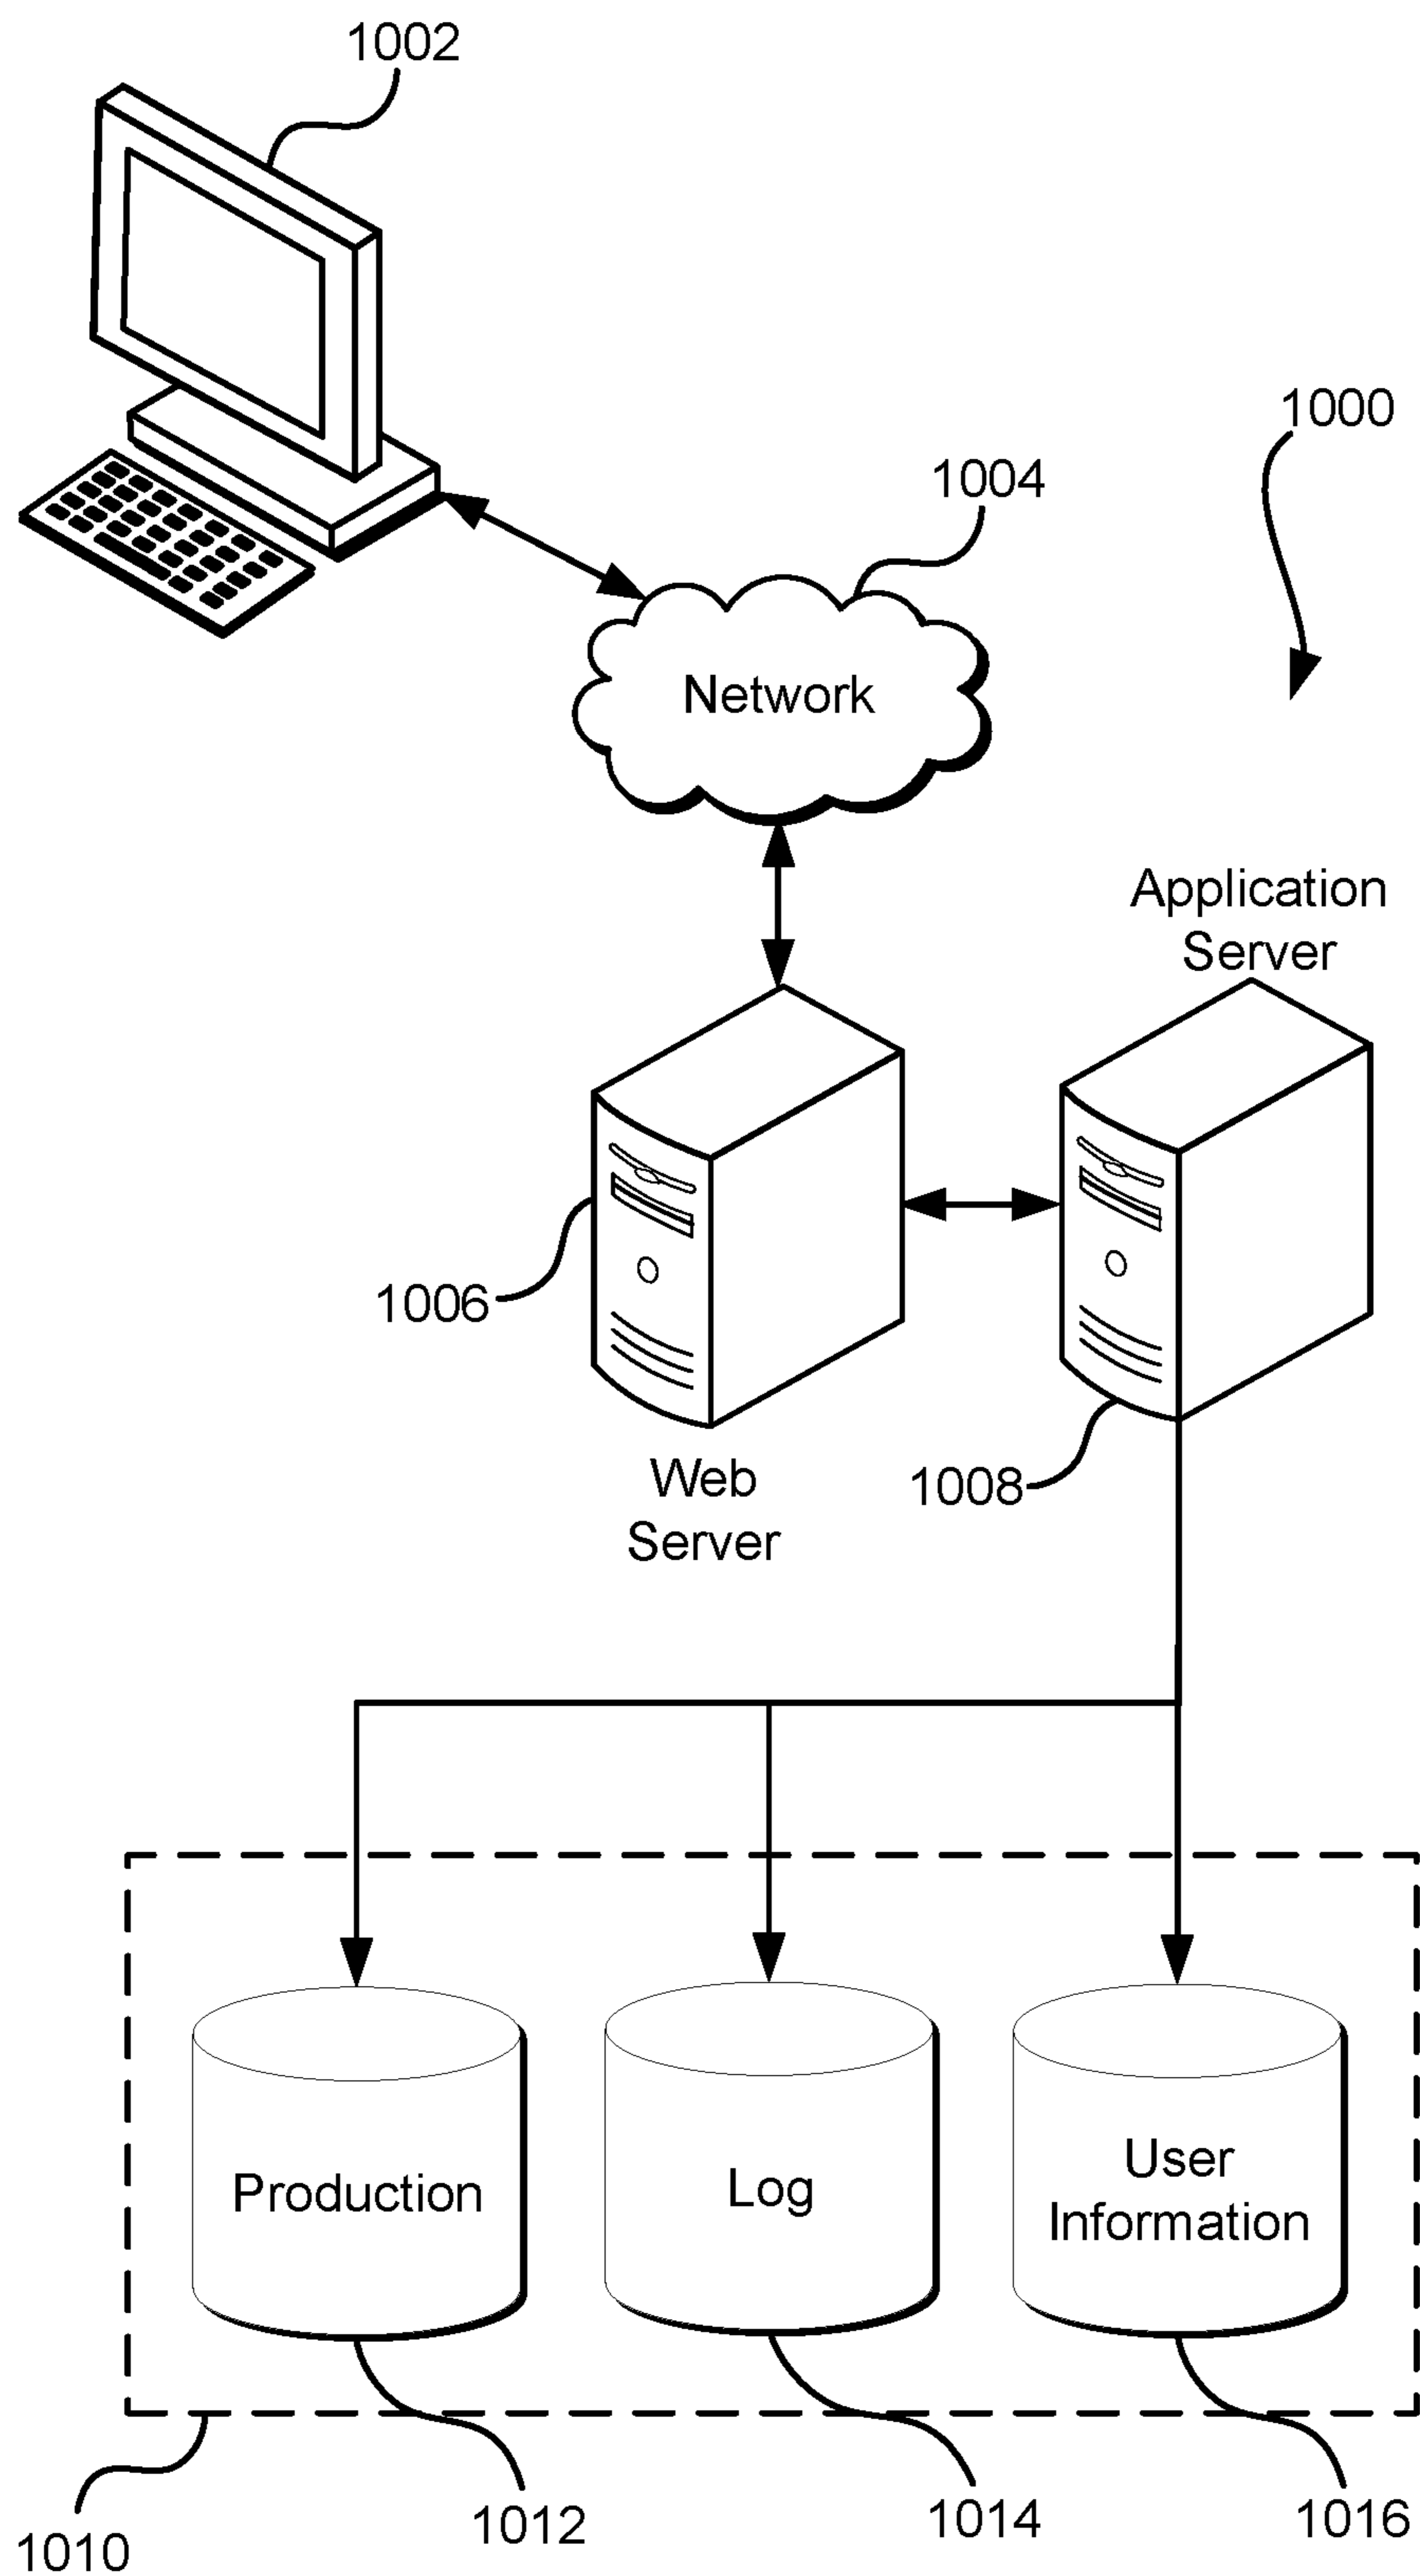 1002
1000
1004
Network
Application
Server
1006
Web
Server
1008
Production
Log
User
Information
1010
1012
1014
1016